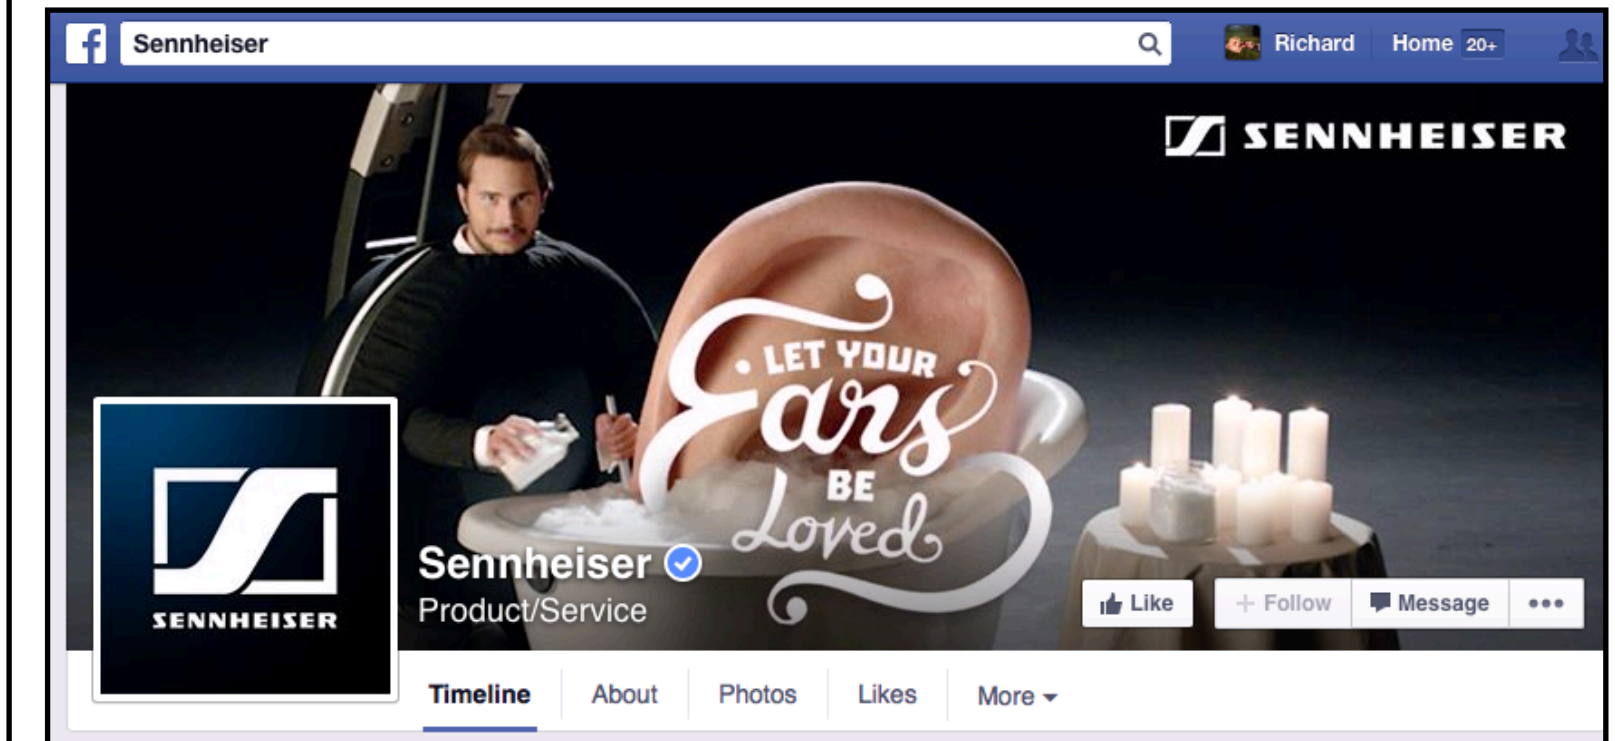 Sennheiser
Richard
Home 20+
SENNHEISER
LET YOUR
Ears
BE
Loved
SENNHEISER
Sennheiser
Product/Service
Like
+ Follow
Message
Timeline
About
Photos
Likes
More